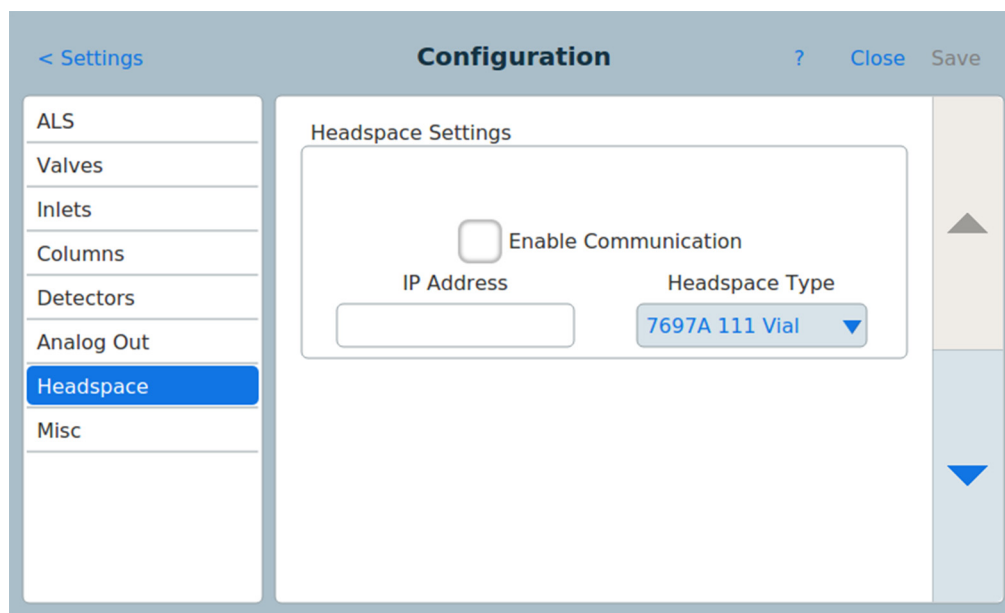 < Settings
Configuration
?
Close
Save
ALS
Valves
Inlets
Columns
Detectors
Analog Out
Headspace
Misc
Headspace Settings
Enable Communication
IP Address
Headspace Type
7697A 111 Vial